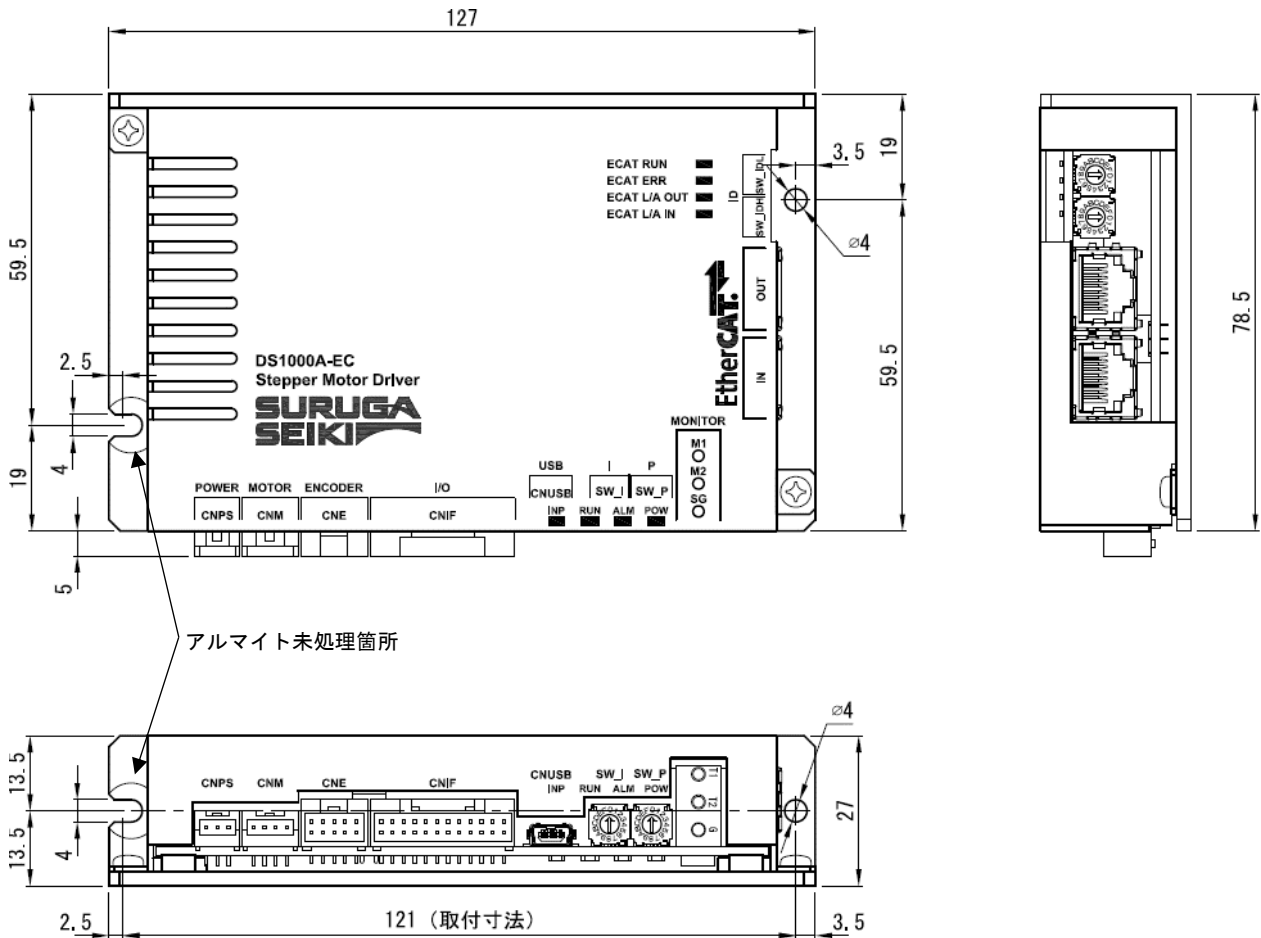 127
59.5
2.5
4
19
5
ECAT RUN
ECAT ERR
ECAT L/A OUT
ECAT L/A IN
ID
SW_IDL
SW_IDH
3.5
19
⌀4
59.5
OUT
IN
EtherCAT.
DS1000A-EC
Stepper Motor Driver
SURUGA
SEIKI
MONITOR
M1
M2
SG
USB I P
CNUSB SW_I SW_P
INP RUN ALM POW
POWER MOTOR ENCODER I/O
CNPS CNM CNE CNIF
78.5
アルマイト未処理箇所
⌀4
13.5
4
13.5
CNPS CNM CNE CNIF
CNUSB SW_I SW_P
INP RUN ALM POW
T1
T2
G
27
2.5
121 (取付寸法)
3.5